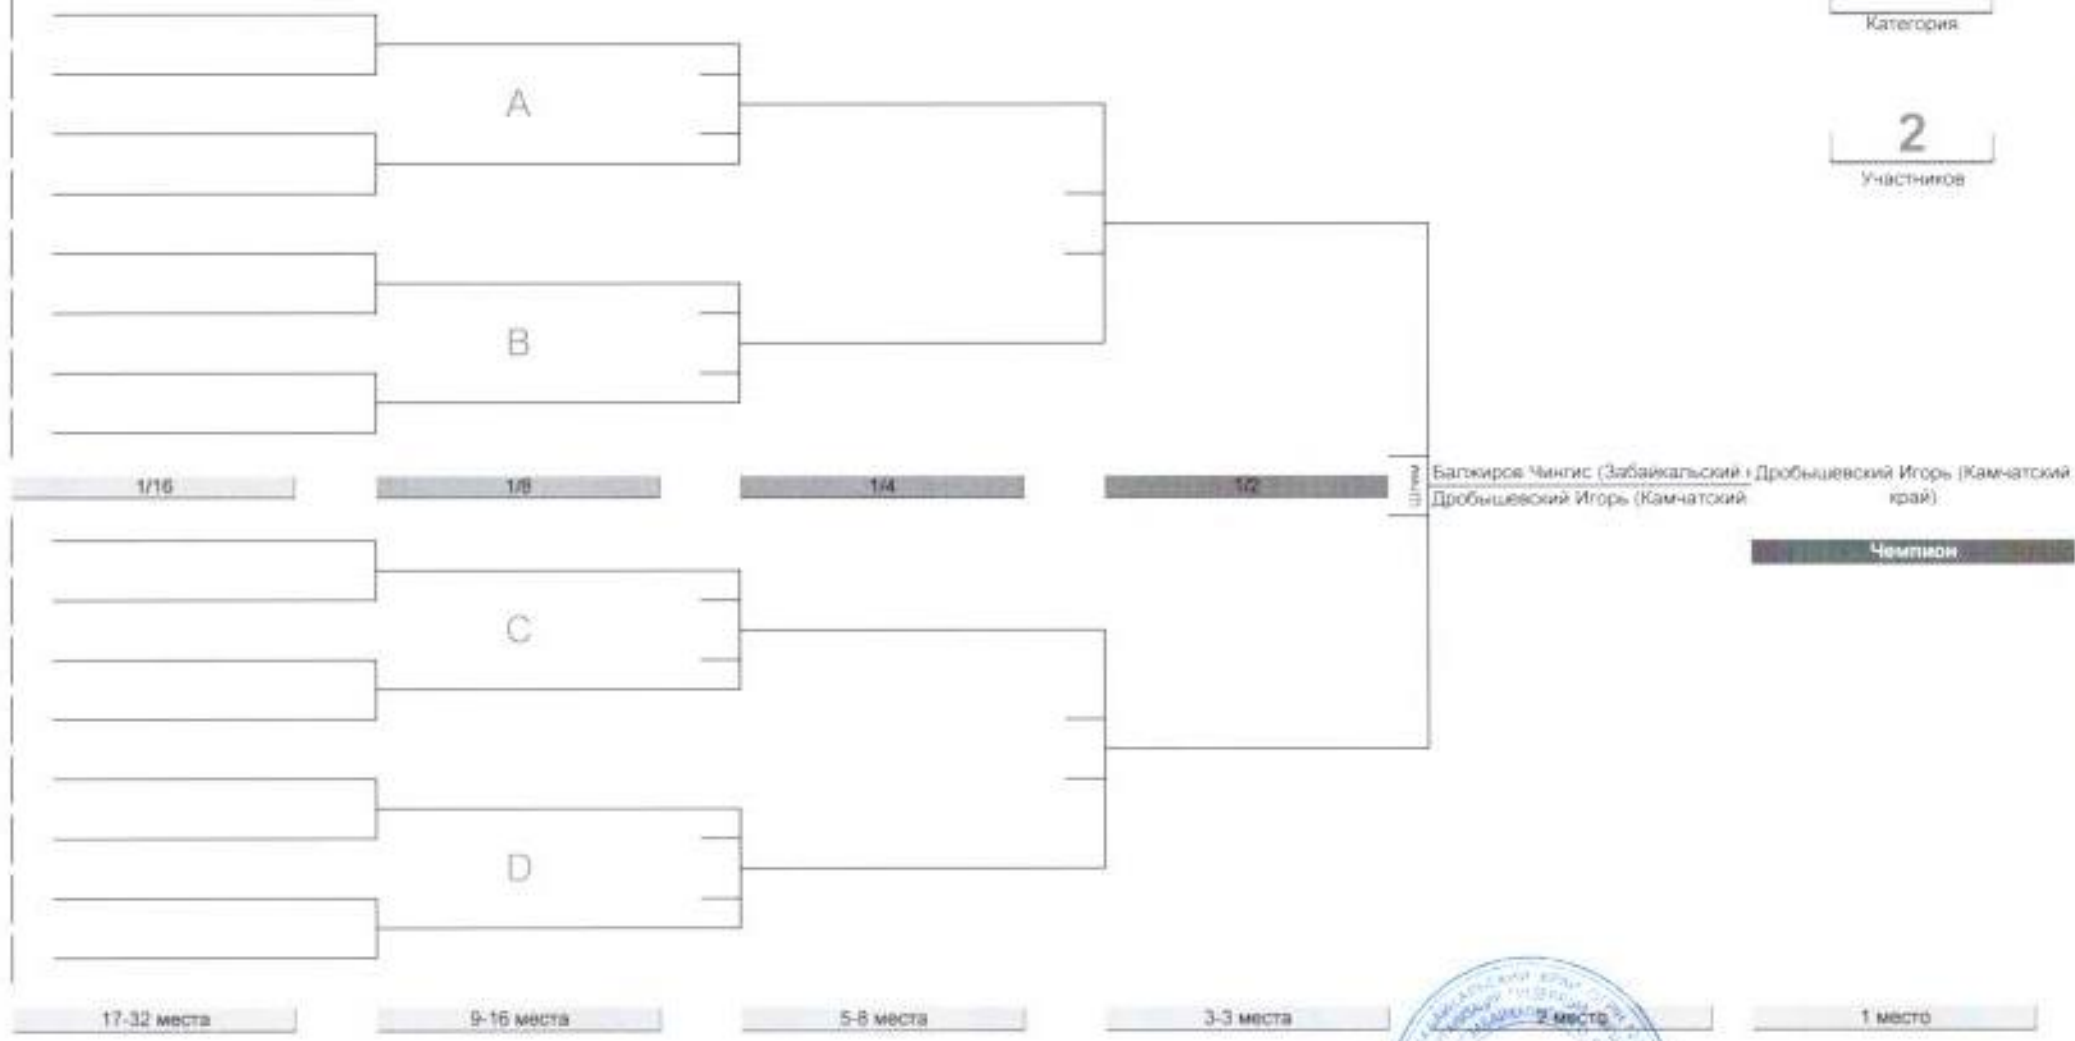 Категория
2
Участников
A
B
1/16
1/8
1/4
1/2
Балжиров Чингис (Забайкальский
Дробышевский Игорь (Камчатский
Дробышевский Игорь (Камчатский
край)
Чемпион
C
D
17-32 места
9-16 места
5-8 места
3-3 места
2 место
1 место